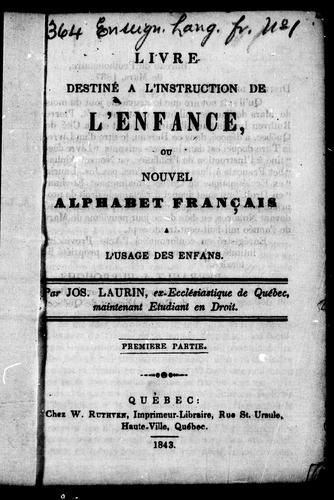 364 Enseign. Lang. fr. No 1
LIVRE
DESTINÉ A L'INSTRUCTION DE
L'ENFANCE,
OU
NOUVEL
ALPHABET FRANÇAIS
A
L'USAGE DES ENFANS.
Par JOS. LAURIN, ex-Ecclésiastique de Québec,
maintenant Etudiant en Droit.
PREMIERE PARTIE.
QUÉBEC:
Chez W. RUTHVEN, Imprimeur-Libraire, Rue St. Ursule,
Haute-Ville, Québec.
1843.